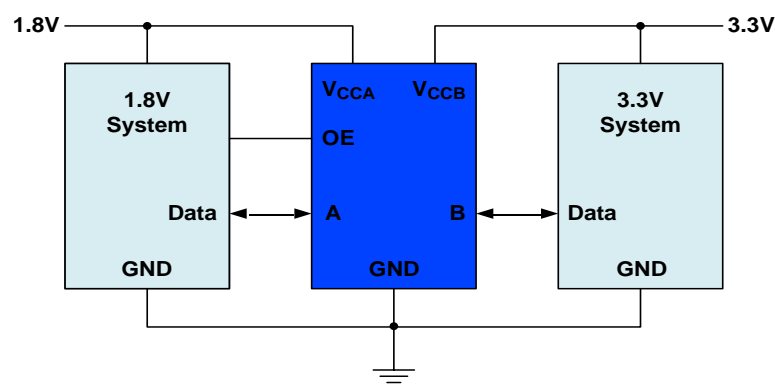 1.8V
3.3V
1.8V
System
Data
GND
VCCA
VCCB
OE
A
B
GND
3.3V
System
Data
GND